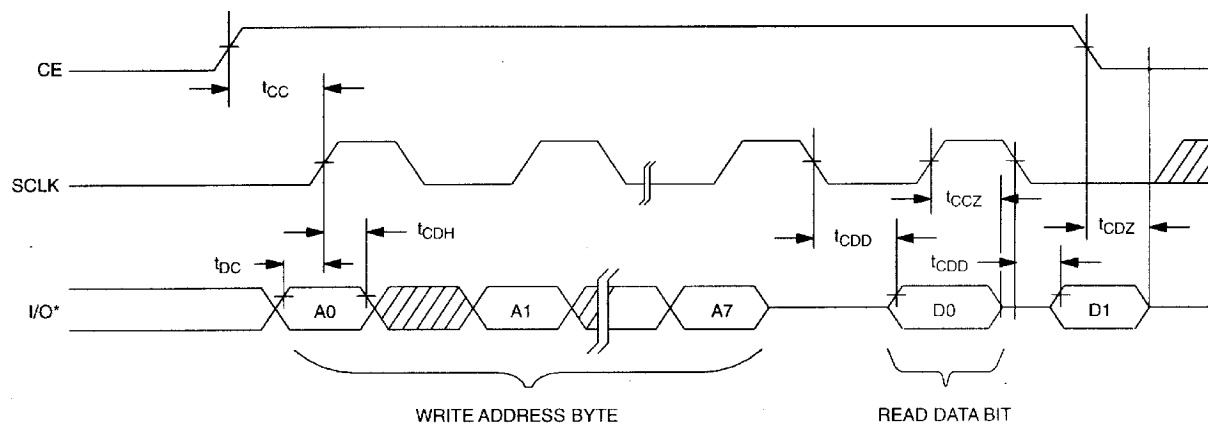 CE
tCC
SCLK
tCCZ
tCDH
tCDD
tCDZ
tDC
tCDD
I/O*
A0
A1
A7
D0
D1
WRITE ADDRESS BYTE
READ DATA BIT